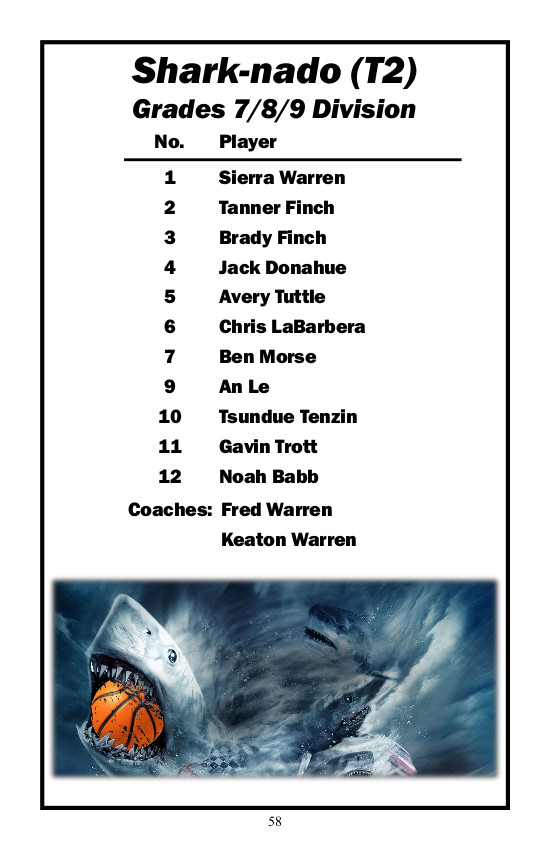 Shark-nado (T2)
Grades 7/8/9 Division
No. Player
1 Sierra Warren
2 Tanner Finch
3 Brady Finch
4 Jack Donahue
5 Avery Tuttle
6 Chris LaBarbera
7 Ben Morse
9 An Le
10 Tsundue Tenzin
11 Gavin Trott
12 Noah Babb
Coaches: Fred Warren
Keaton Warren
58